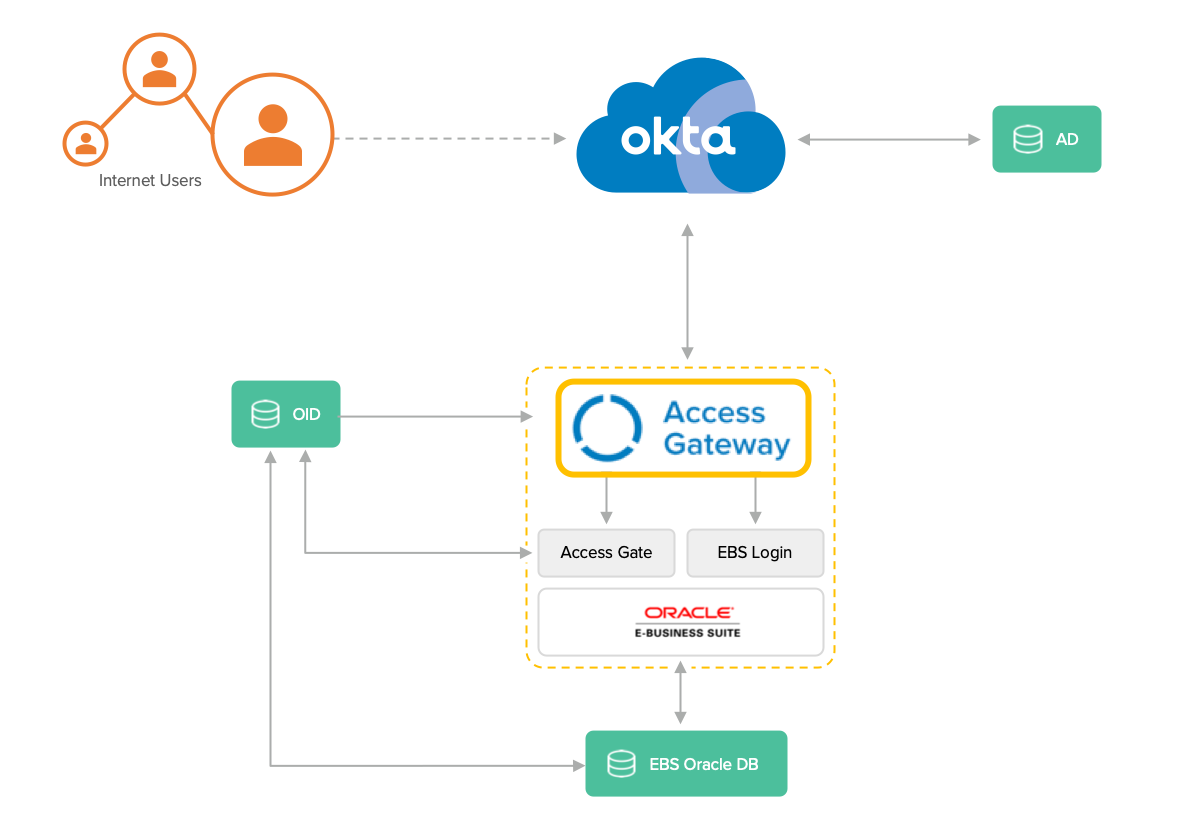 okta
AD
Internet Users
OID
Access
Gateway
Access Gate
EBS Login
ORACLE
E-BUSINESS SUITE
EBS Oracle DB